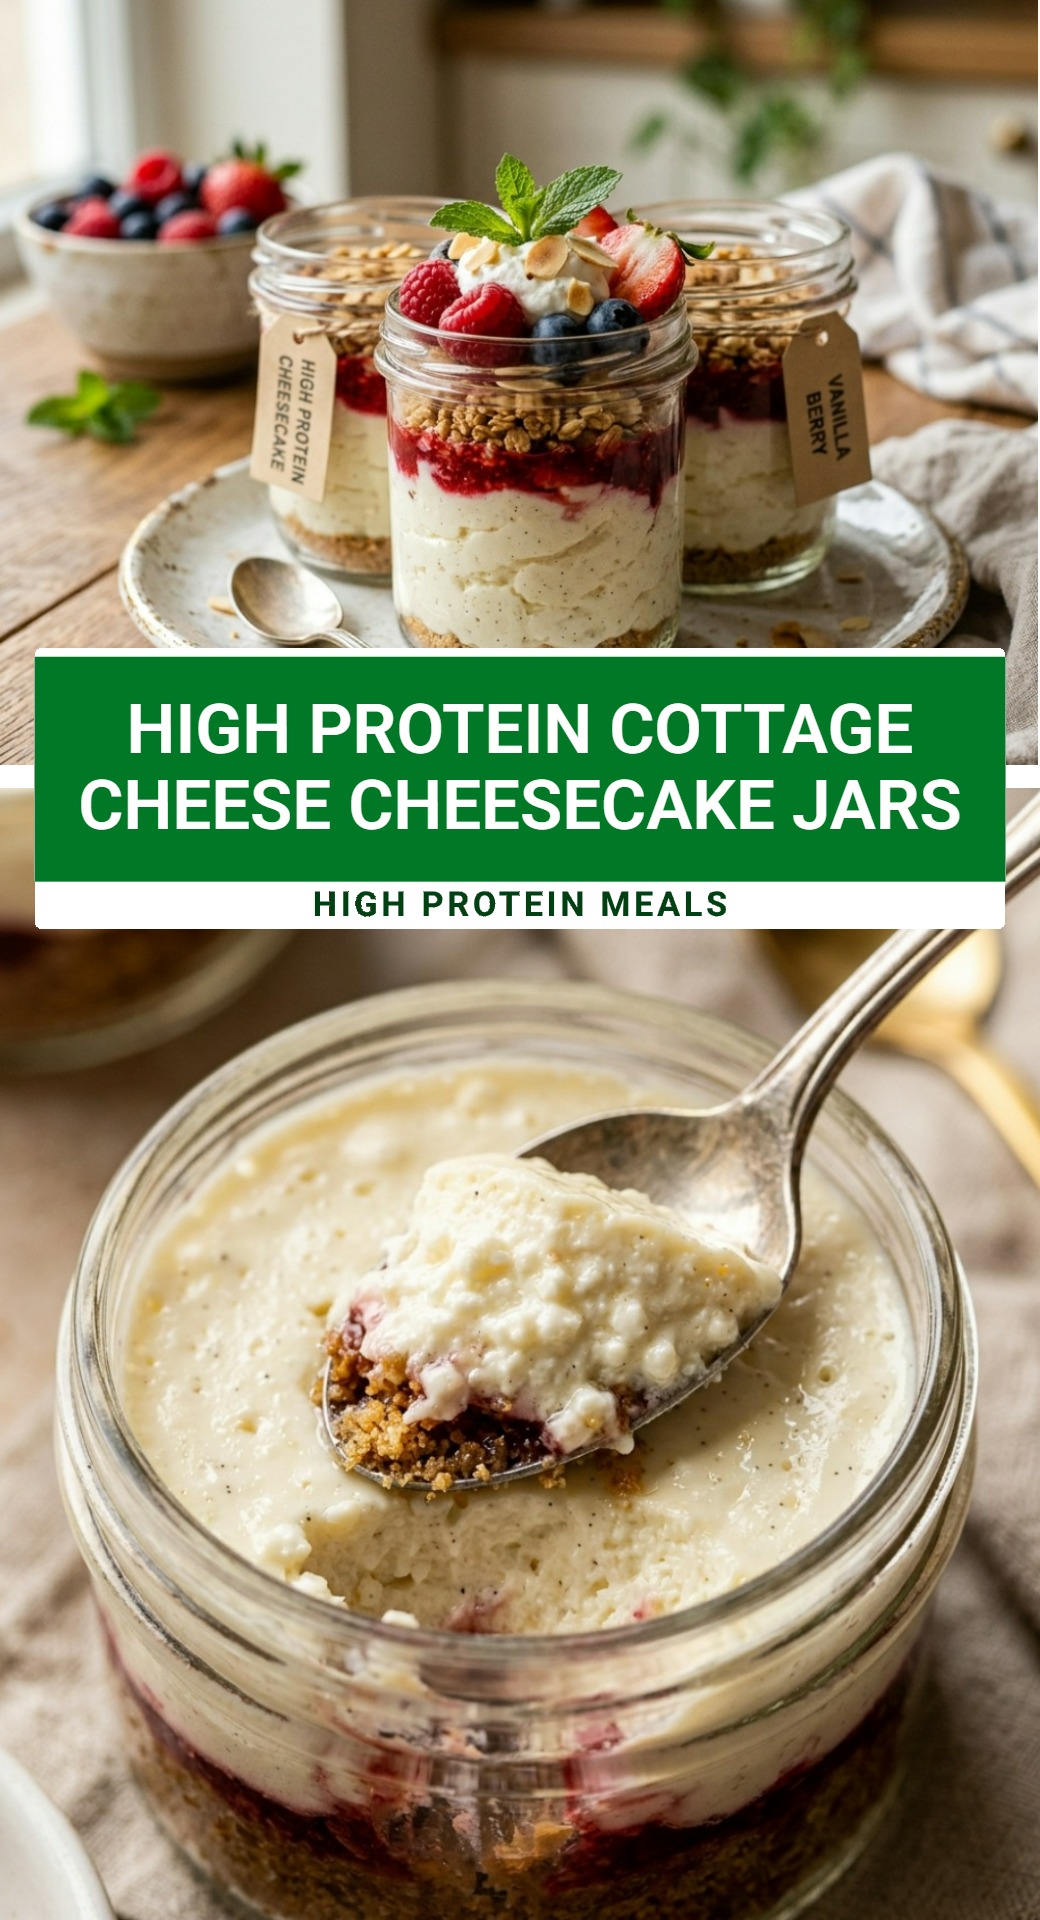 HIGH PROTEIN
CHEESECAKE
VANILLA
BERRY
HIGH PROTEIN COTTAGE
CHEESE CHEESECAKE JARS
HIGH PROTEIN MEALS